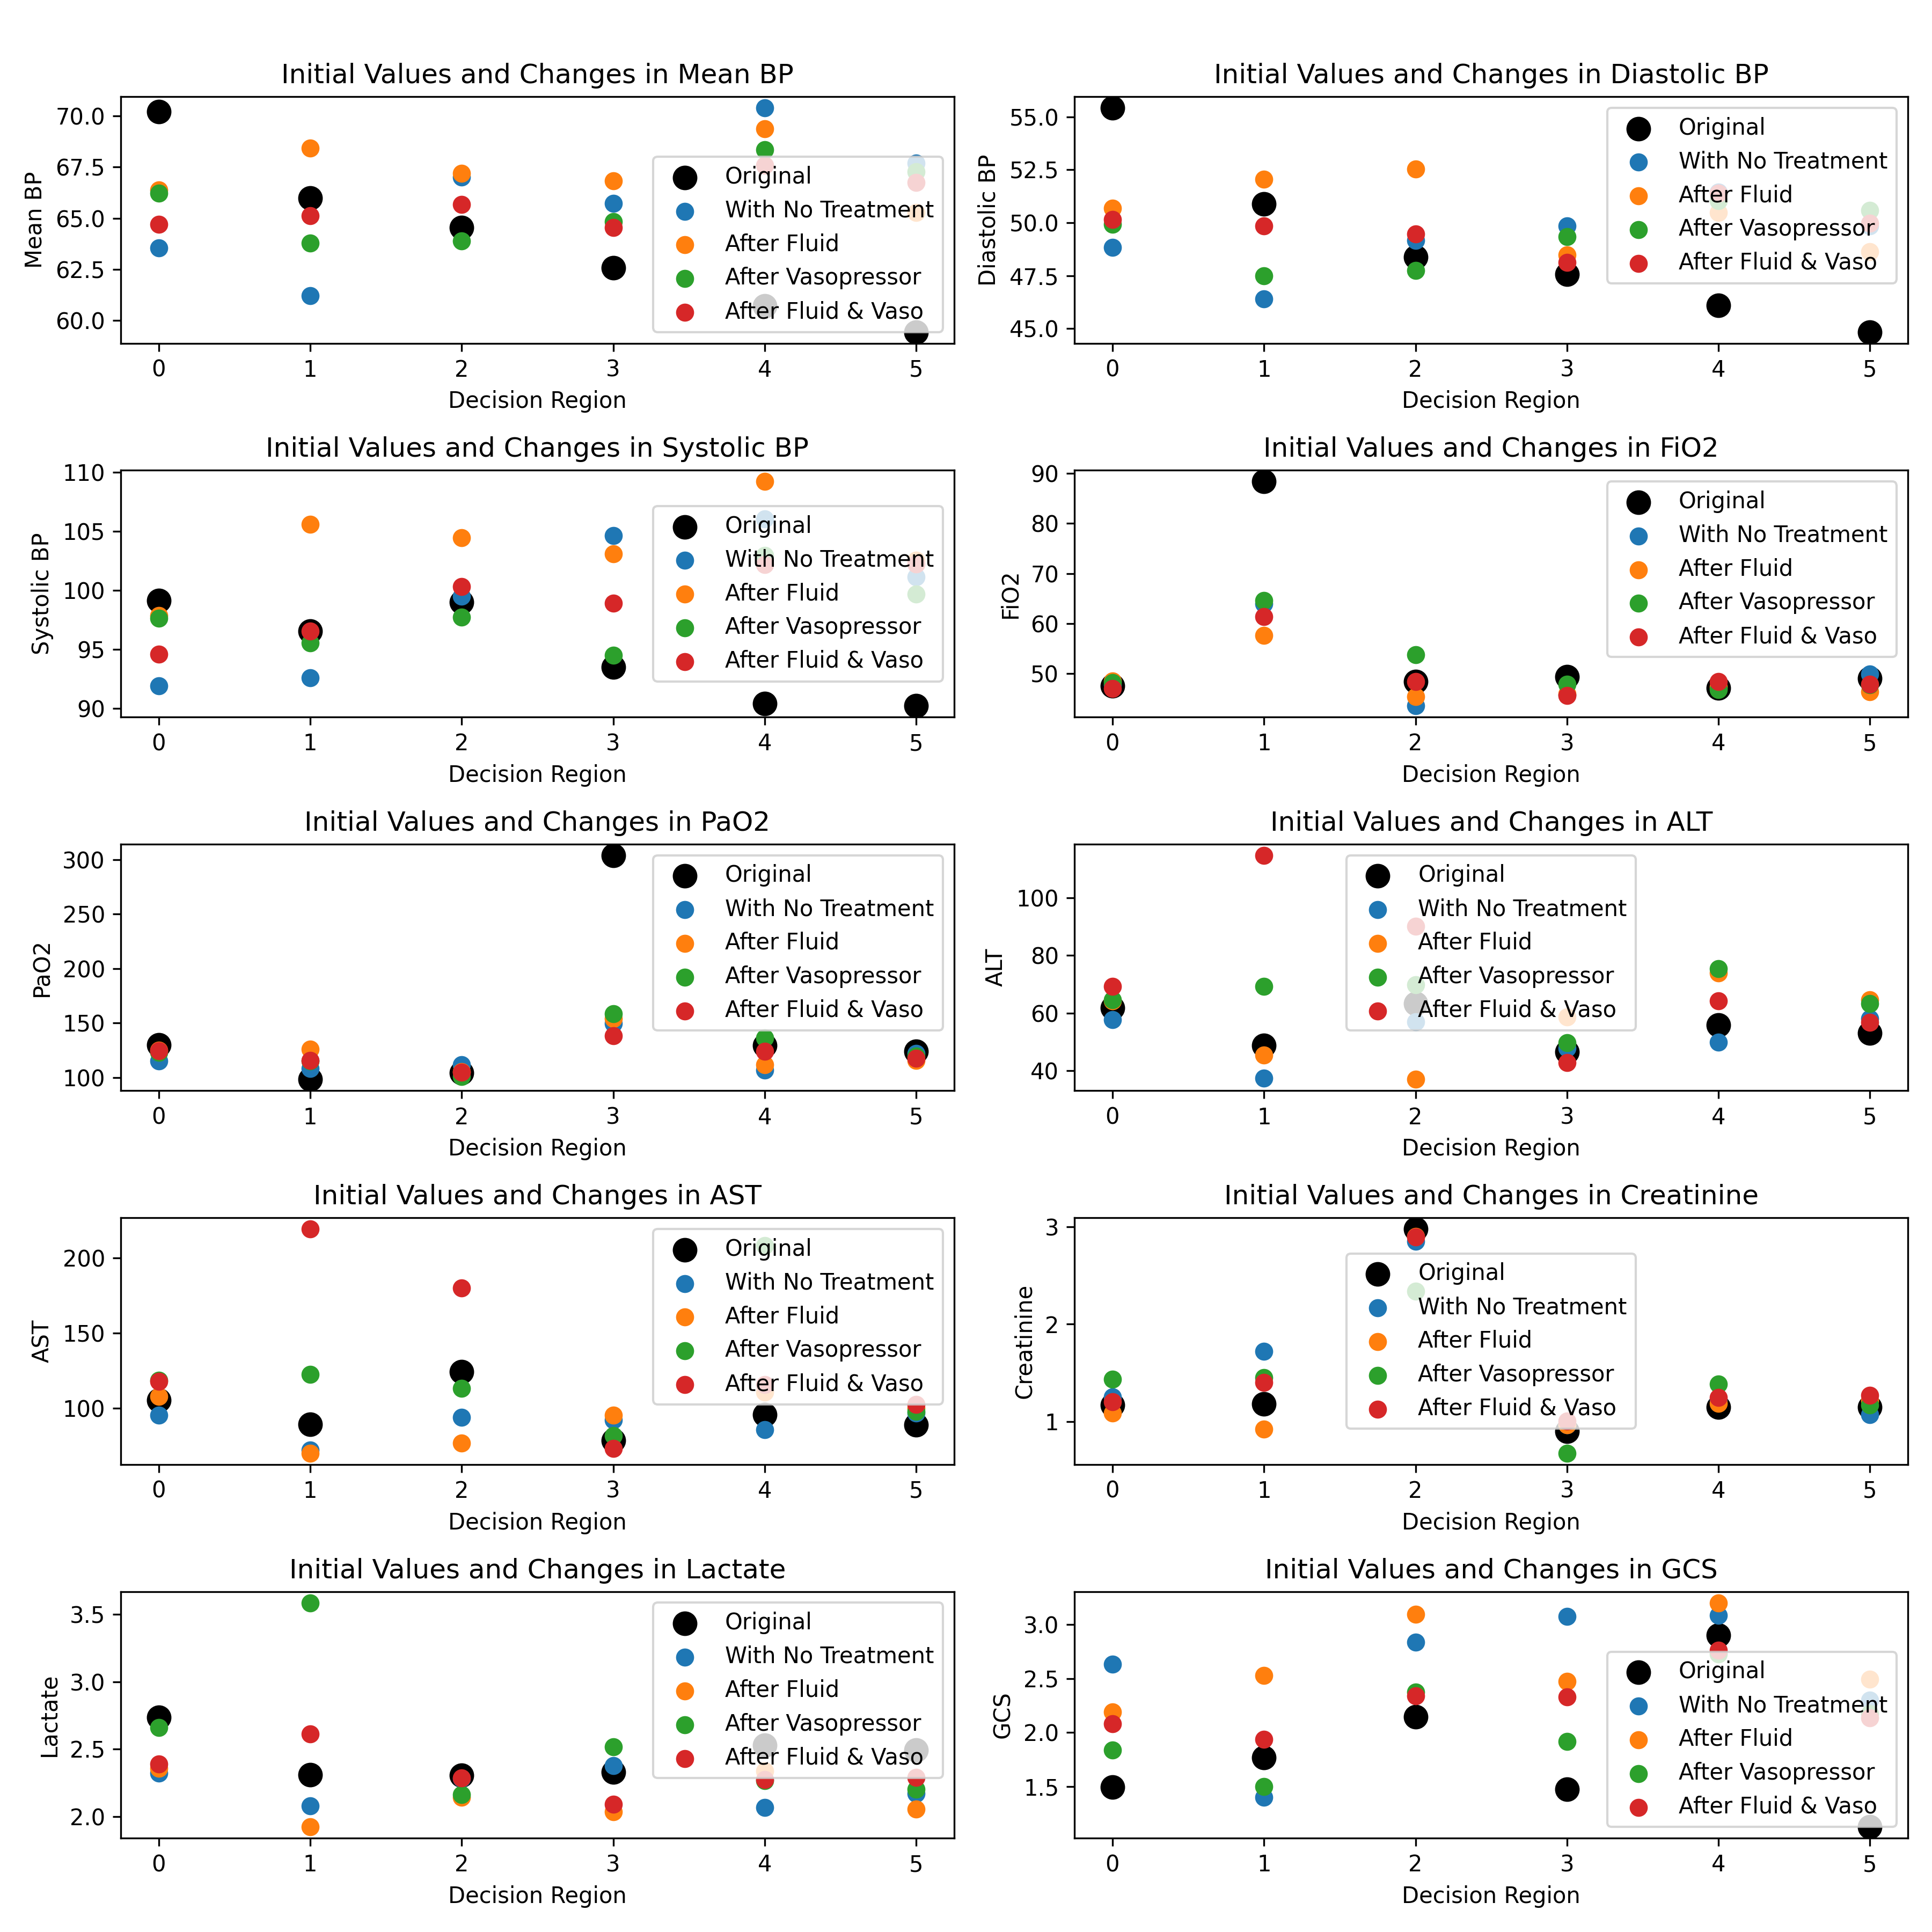 Initial Values and Changes in Mean BP
Mean BP
70.0
67.5
65.0
62.5
60.0
Original
With No Treatment
After Fluid
After Vasopressor
After Fluid & Vaso
0 1 2 3 4 5
Decision Region
Initial Values and Changes in Diastolic BP
Diastolic BP
55.0
52.5
50.0
47.5
45.0
Original
With No Treatment
After Fluid
After Vasopressor
After Fluid & Vaso
0 1 2 3 4 5
Decision Region
Initial Values and Changes in Systolic BP
Systolic BP
110
105
100
95
90
Original
With No Treatment
After Fluid
After Vasopressor
After Fluid & Vaso
0 1 2 3 4 5
Decision Region
Initial Values and Changes in FiO2
FiO2
90
80
70
60
50
Original
With No Treatment
After Fluid
After Vasopressor
After Fluid & Vaso
0 1 2 3 4 5
Decision Region
Initial Values and Changes in PaO2
PaO2
300
250
200
150
100
Original
With No Treatment
After Fluid
After Vasopressor
After Fluid & Vaso
0 1 2 3 4 5
Decision Region
Initial Values and Changes in ALT
ALT
100
80
60
40
Original
With No Treatment
After Fluid
After Vasopressor
After Fluid & Vaso
0 1 2 3 4 5
Decision Region
Initial Values and Changes in AST
AST
200
150
100
Original
With No Treatment
After Fluid
After Vasopressor
After Fluid & Vaso
0 1 2 3 4 5
Decision Region
Initial Values and Changes in Creatinine
Creatinine
3
2
1
Original
With No Treatment
After Fluid
After Vasopressor
After Fluid & Vaso
0 1 2 3 4 5
Decision Region
Initial Values and Changes in Lactate
Lactate
3.5
3.0
2.5
2.0
Original
With No Treatment
After Fluid
After Vasopressor
After Fluid & Vaso
0 1 2 3 4 5
Decision Region
Initial Values and Changes in GCS
GCS
3.0
2.5
2.0
1.5
Original
With No Treatment
After Fluid
After Vasopressor
After Fluid & Vaso
0 1 2 3 4 5
Decision Region